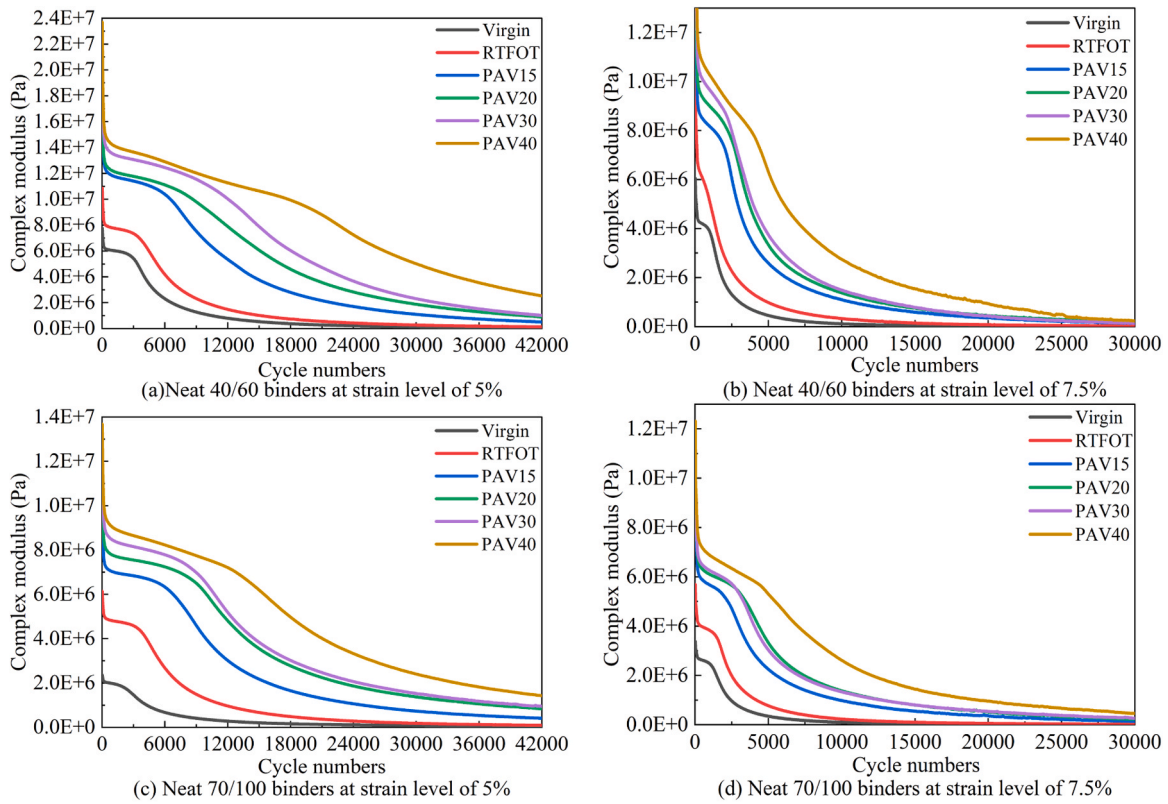 2.4E+7
2.2E+7
2.0E+7
1.8E+7
1.6E+7
1.4E+7
1.2E+7
1.0E+7
8.0E+6
6.0E+6
4.0E+6
2.0E+6
0.0E+0
Complex modulus (Pa)
Virgin
RTFOT
PAV15
PAV20
PAV30
PAV40
0 6000 12000 18000 24000 30000 36000 42000
Cycle numbers
(a)Neat 40/60 binders at strain level of 5%
1.2E+7
1.0E+7
8.0E+6
6.0E+6
4.0E+6
2.0E+6
0.0E+0
Complex modulus (Pa)
Virgin
RTFOT
PAV15
PAV20
PAV30
PAV40
0 5000 10000 15000 20000 25000 30000
Cycle numbers
(b) Neat 40/60 binders at strain level of 7.5%
1.4E+7
1.2E+7
1.0E+7
8.0E+6
6.0E+6
4.0E+6
2.0E+6
0.0E+0
Complex modulus (Pa)
Virgin
RTFOT
PAV15
PAV20
PAV30
PAV40
0 6000 12000 18000 24000 30000 36000 42000
Cycle numbers
(c) Neat 70/100 binders at strain level of 5%
1.2E+7
1.0E+7
8.0E+6
6.0E+6
4.0E+6
2.0E+6
0.0E+0
Complex modulus (Pa)
Virgin
RTFOT
PAV15
PAV20
PAV30
PAV40
0 5000 10000 15000 20000 25000 30000
Cycle numbers
(d) Neat 70/100 binders at strain level of 7.5%